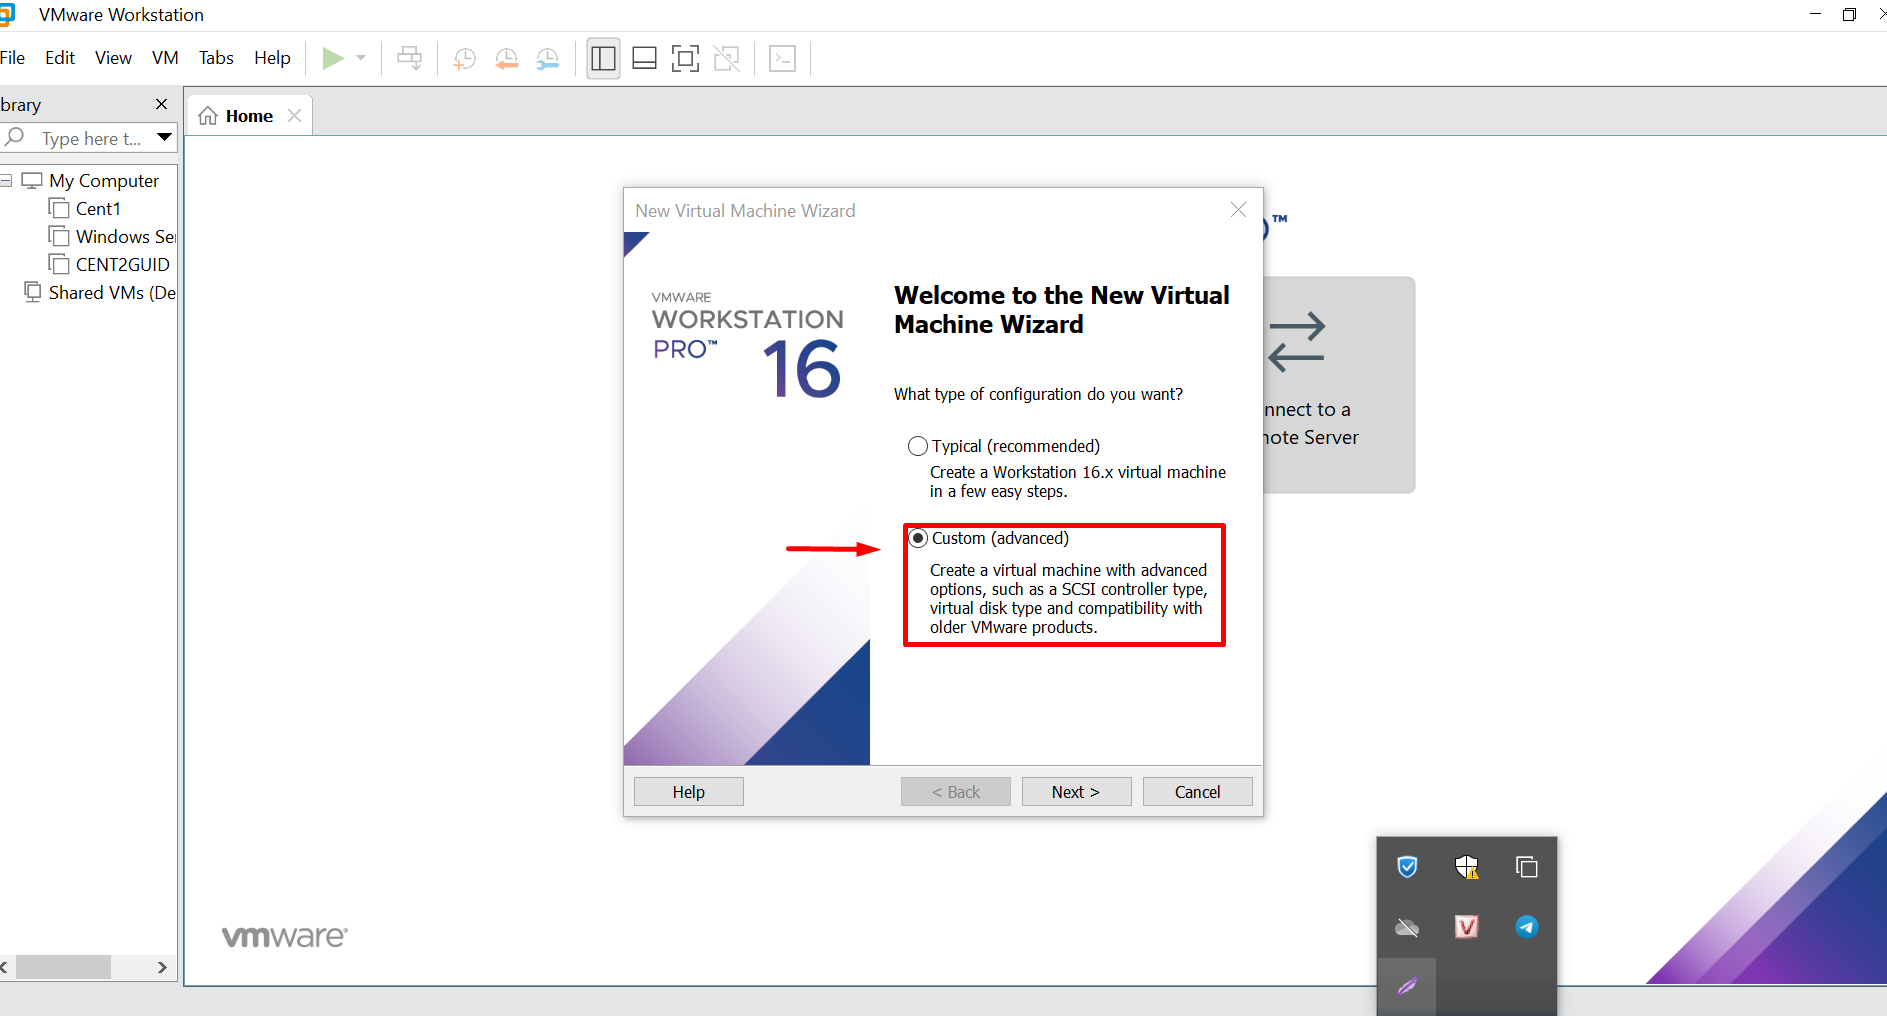 VMware Workstation
File Edit View VM Tabs Help
brary
Type here t...
Home
My Computer
Cent1
Windows Ser
CENT2GUID
Shared VMs (De
New Virtual Machine Wizard
™
VMWARE
WORKSTATION
PRO™
16
Welcome to the New Virtual
Machine Wizard
What type of configuration do you want?
Typical (recommended)
Create a Workstation 16.x virtual machine
in a few easy steps.
Custom (advanced)
Create a virtual machine with advanced
options, such as a SCSI controller type,
virtual disk type and compatibility with
older VMware products.
nnect to a
note Server
Help < Back Next > Cancel
vmware
V